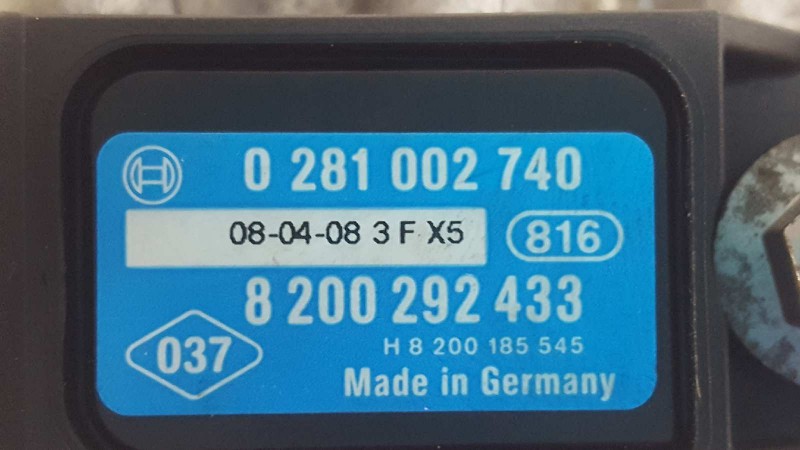 0 281 002 740
08-04-08 3 F X5
816
8 200 292 433
037
H 8 200 185 545
Made in Germany